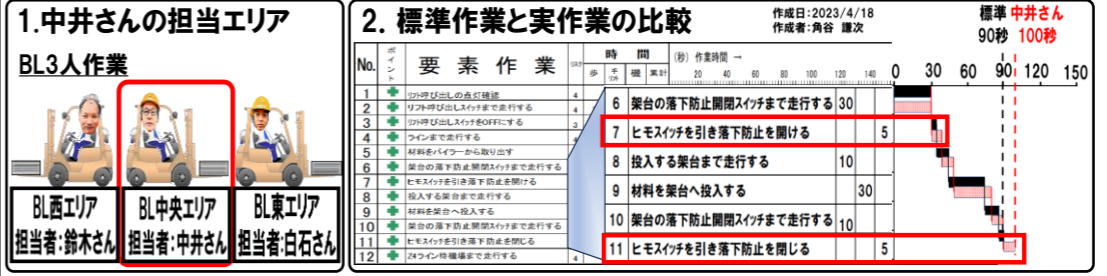 1.中井さんの担当エリア
BL3人作業
BL西エリア
担当者:鈴木さん
BL中央エリア
担当者:中井さん
BL東エリア
担当者:白石さん
2. 標準作業と実作業の比較
作成日:2023/4/18
作成者:角谷 謙次
標準 中井さん
90秒 100秒
No. ポイント 要素作業 時間 (秒) 作業時間 →
歩 機 累計
20 40 60 80 100 120 140
0 30 60 90 120 150
1 リフト呼び出しの点灯確認 4
2 リフト呼び出しスイッチまで走行する 4
3 リフト呼び出しスイッチをOFFにする 3
4 ラインまで走行する
5 材料をパイラーから取り出す
6 架台の落下防止開閉スイッチまで走行する
7 ヒモスイッチを引き落下防止を開ける
8 投入する架台まで走行する
9 材料を架台へ投入する
10 架台の落下防止開閉スイッチまで走行する
11 ヒモスイッチを引き落下防止を閉じる
12 Z4ライン待機場まで走行する 4
6 架台の落下防止開閉スイッチまで走行する 30
7 ヒモスイッチを引き落下防止を開ける 5
8 投入する架台まで走行する 10
9 材料を架台へ投入する 30
10 架台の落下防止開閉スイッチまで走行する 10
11 ヒモスイッチを引き落下防止を閉じる 5